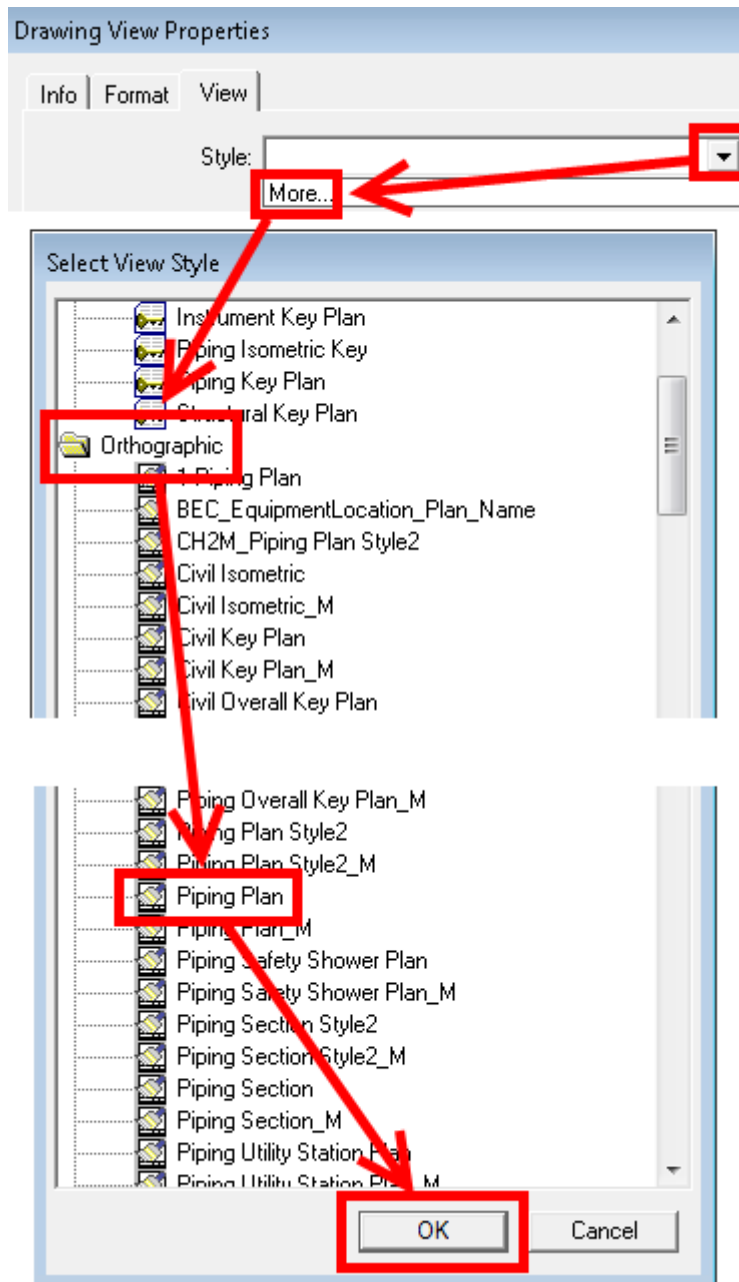 Drawing View Properties
Info Format View
Style:
More...
Select View Style
Instrument Key Plan
Piping Isometric Key
Piping Key Plan
Structural Key Plan
Orthographic
1-Piping Plan
BEC_EquipmentLocation_Plan_Name
CH2M_Piping Plan Style2
Civil Isometric
Civil Isometric_M
Civil Key Plan
Civil Key Plan_M
Civil Overall Key Plan
Piping Overall Key Plan_M
Piping Plan Style2
Piping Plan Style2_M
Piping Plan
Piping Plan_M
Piping Safety Shower Plan
Piping Safety Shower Plan_M
Piping Section Style2
Piping Section Style2_M
Piping Section
Piping Section_M
Piping Utility Station Plan
Piping Utility Station Plan_M
OK Cancel